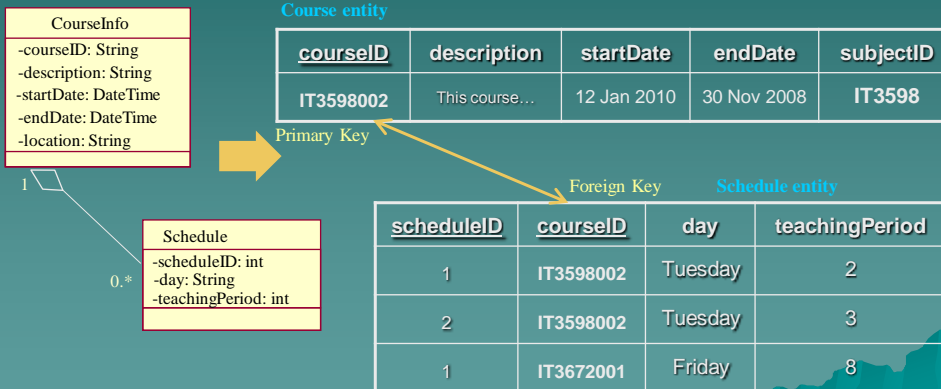 CourseInfo
-courseID: String
-description: String
-startDate: DateTime
-endDate: DateTime
-location: String
1
0.*
Schedule
-scheduleID: int
-day: String
-teachingPeriod: int
Course entity
courseID description startDate endDate subjectID
IT3598002 This course... 12 Jan 2010 30 Nov 2008 IT3598
Primary Key
Foreign Key Schedule entity
scheduleID courseID day teachingPeriod
1 IT3598002 Tuesday 2
2 IT3598002 Tuesday 3
1 IT3672001 Friday 8